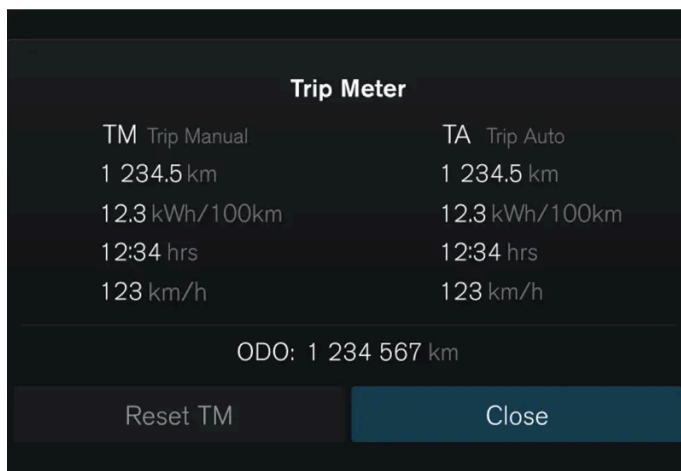 Trip Meter
TM Trip Manual
1 234.5 km
12.3 kWh/100km
12:34 hrs
123 km/h
TA Trip Auto
1 234.5 km
12.3 kWh/100km
12:34 hrs
123 km/h
ODO: 1 234 567 km
Reset TM
Close